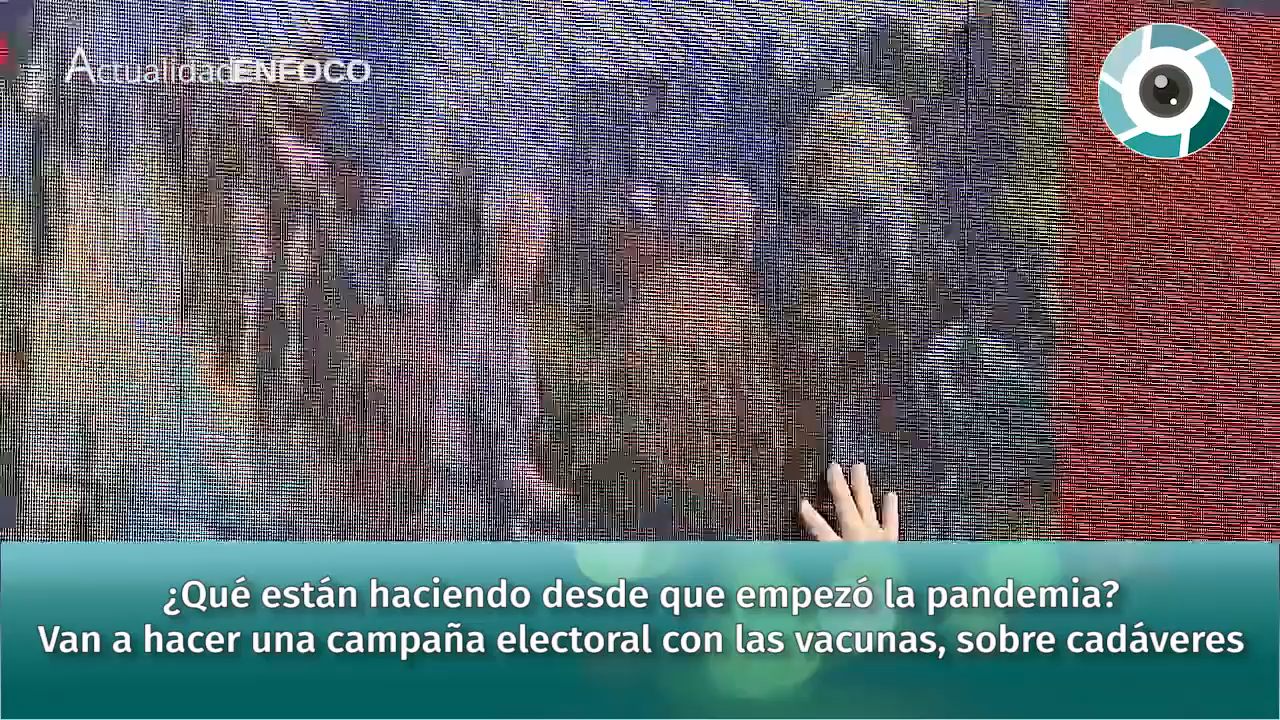 ActualidadENFOCO
¿Qué están haciendo desde que empezó la pandemia?
Van a hacer una campaña electoral con las vacunas, sobre cadáveres